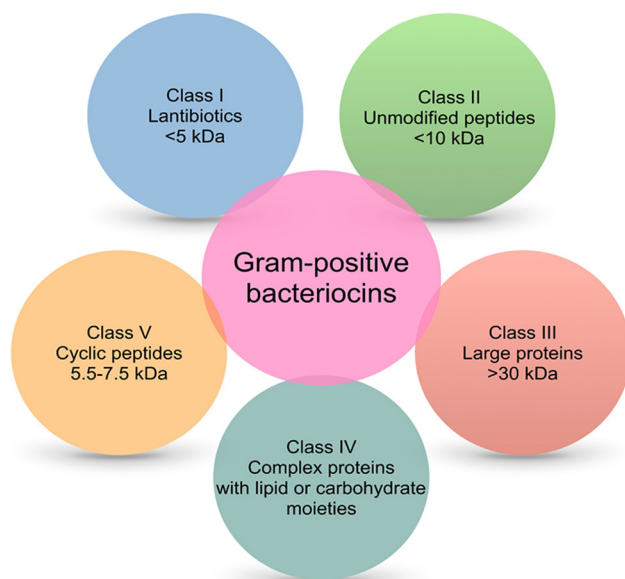 Class I
Lantibiotics
<5 kDa
Class II
Unmodified peptides
<10 kDa
Gram-positive
bacteriocins
Class V
Cyclic peptides
5.5-7.5 kDa
Class III
Large proteins
>30 kDa
Class IV
Complex proteins
with lipid or carbohydrate
moieties